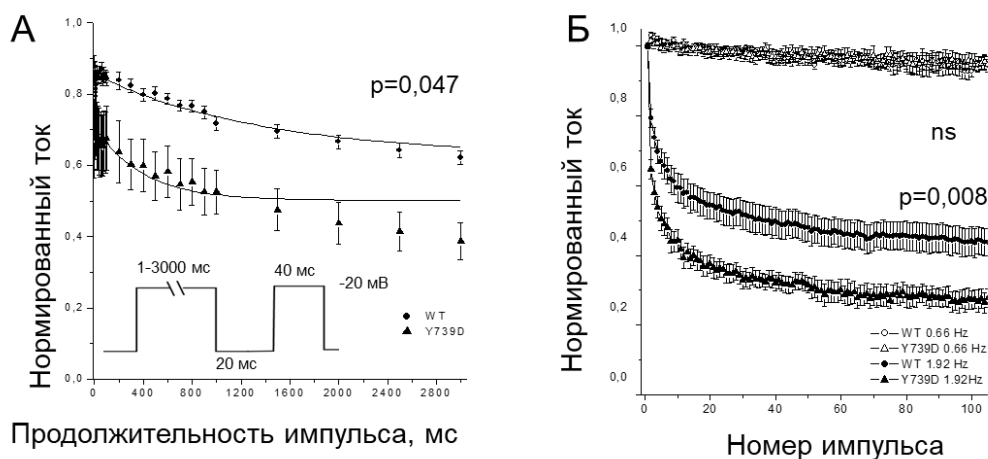 А
Нормированный ток
1,0
0,8
0,6
0,4
0,2
0,0
p=0,047
1-3000 мс
40 мс
-20 мВ
20 мс
WT
Y739D
0 400 800 1200 1600 2000 2400 2800
Продолжительность импульса, мс
Б
Нормированный ток
1,0
0,8
0,6
0,4
0,2
0,0
ns
p=0,008
WT 0.66 Hz
Y739D 0.66 Hz
WT 1.92 Hz
Y739D 1.92Hz
0 20 40 60 80 100
Номер импульса